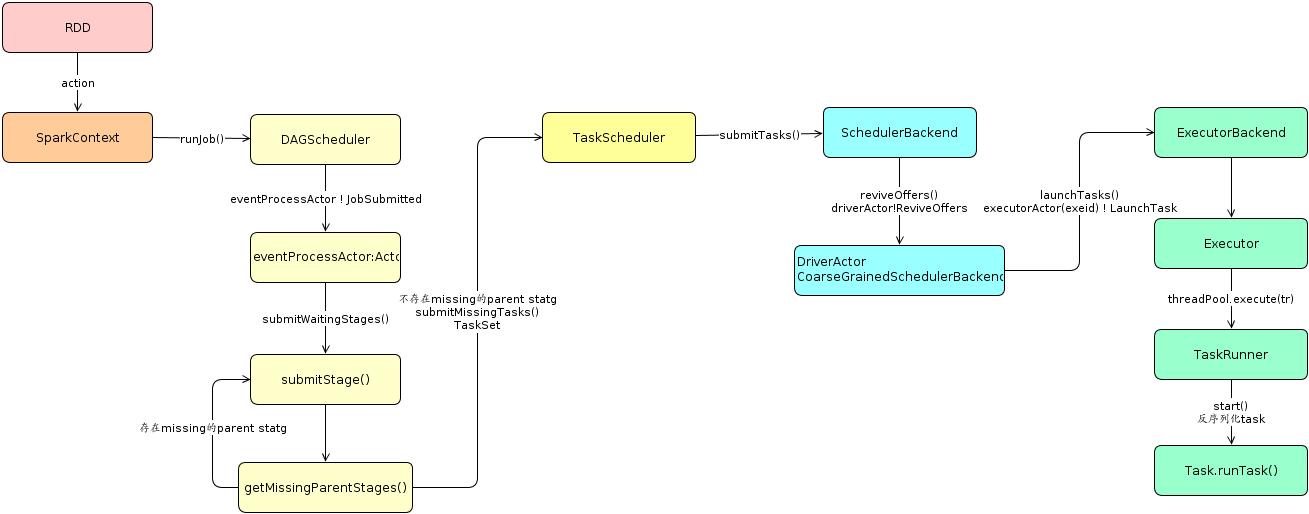 RDD
action
SparkContext
runJob()
DAGScheduler
eventProcessActor ! JobSubmitted
eventProcessActor:Acto
submitWaitingStages()
submitStage()
存在missing的parent statg
getMissingParentStages()
不存在missing的parent statg
submitMissingTasks()
TaskSet
TaskScheduler
submitTasks()
SchedulerBackend
reviveOffers()
driverActor!ReviveOffers
DriverActor
CoarseGrainedSchedulerBackend
launchTasks()
executorActor(exeid) ! LaunchTask
ExecutorBackend
Executor
threadPool.execute(tr)
TaskRunner
start()
反序列化task
Task.runTask()